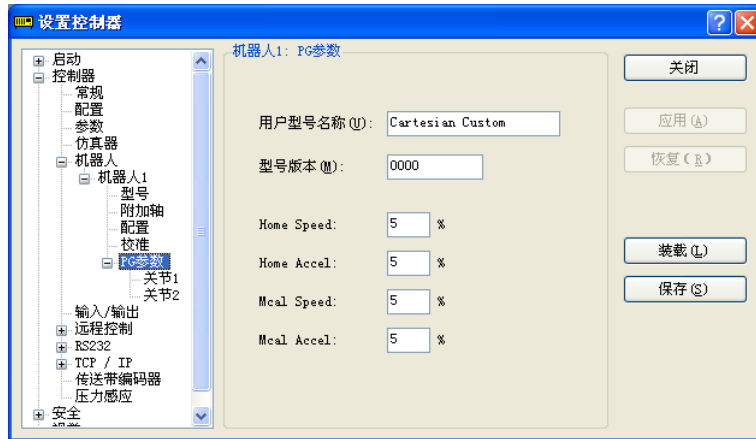 设置控制器
启动
控制器
常规
配置
参数
仿真器
机器人
机器人1
型号
附加轴
配置
校准
PG参数
关节1
关节2
输入/输出
远程控制
RS232
TCP / IP
传送带编码器
压力感应
安全
机器人1: PG参数
用户型号名称(U): Cartesian Custom
型号版本(M): 0000
Home Speed: 5 %
Home Accel: 5 %
Mcal Speed: 5 %
Mcal Accel: 5 %
关闭
应用(A)
恢复(R)
装载(L)
保存(S)